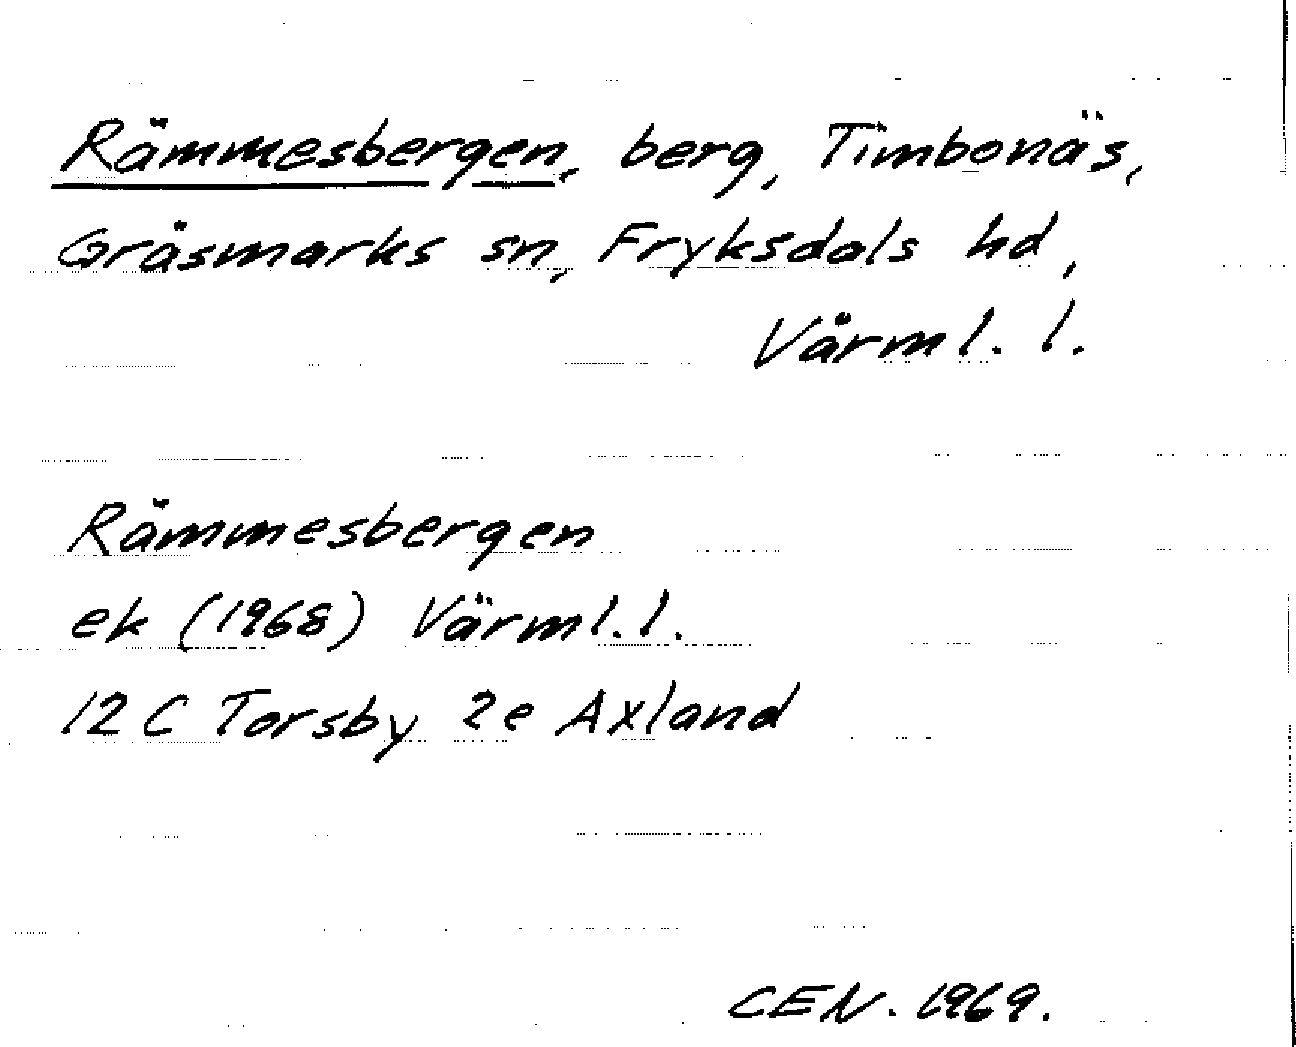 Rämmesbergen, berg, Timbonäs,
Gräsmarks sn, Fryksdals hd,
Värml. l.
Rämmesbergen
ek (1968) Värml. l.
12 C Torsby 2e Axland
CEN. 1969.